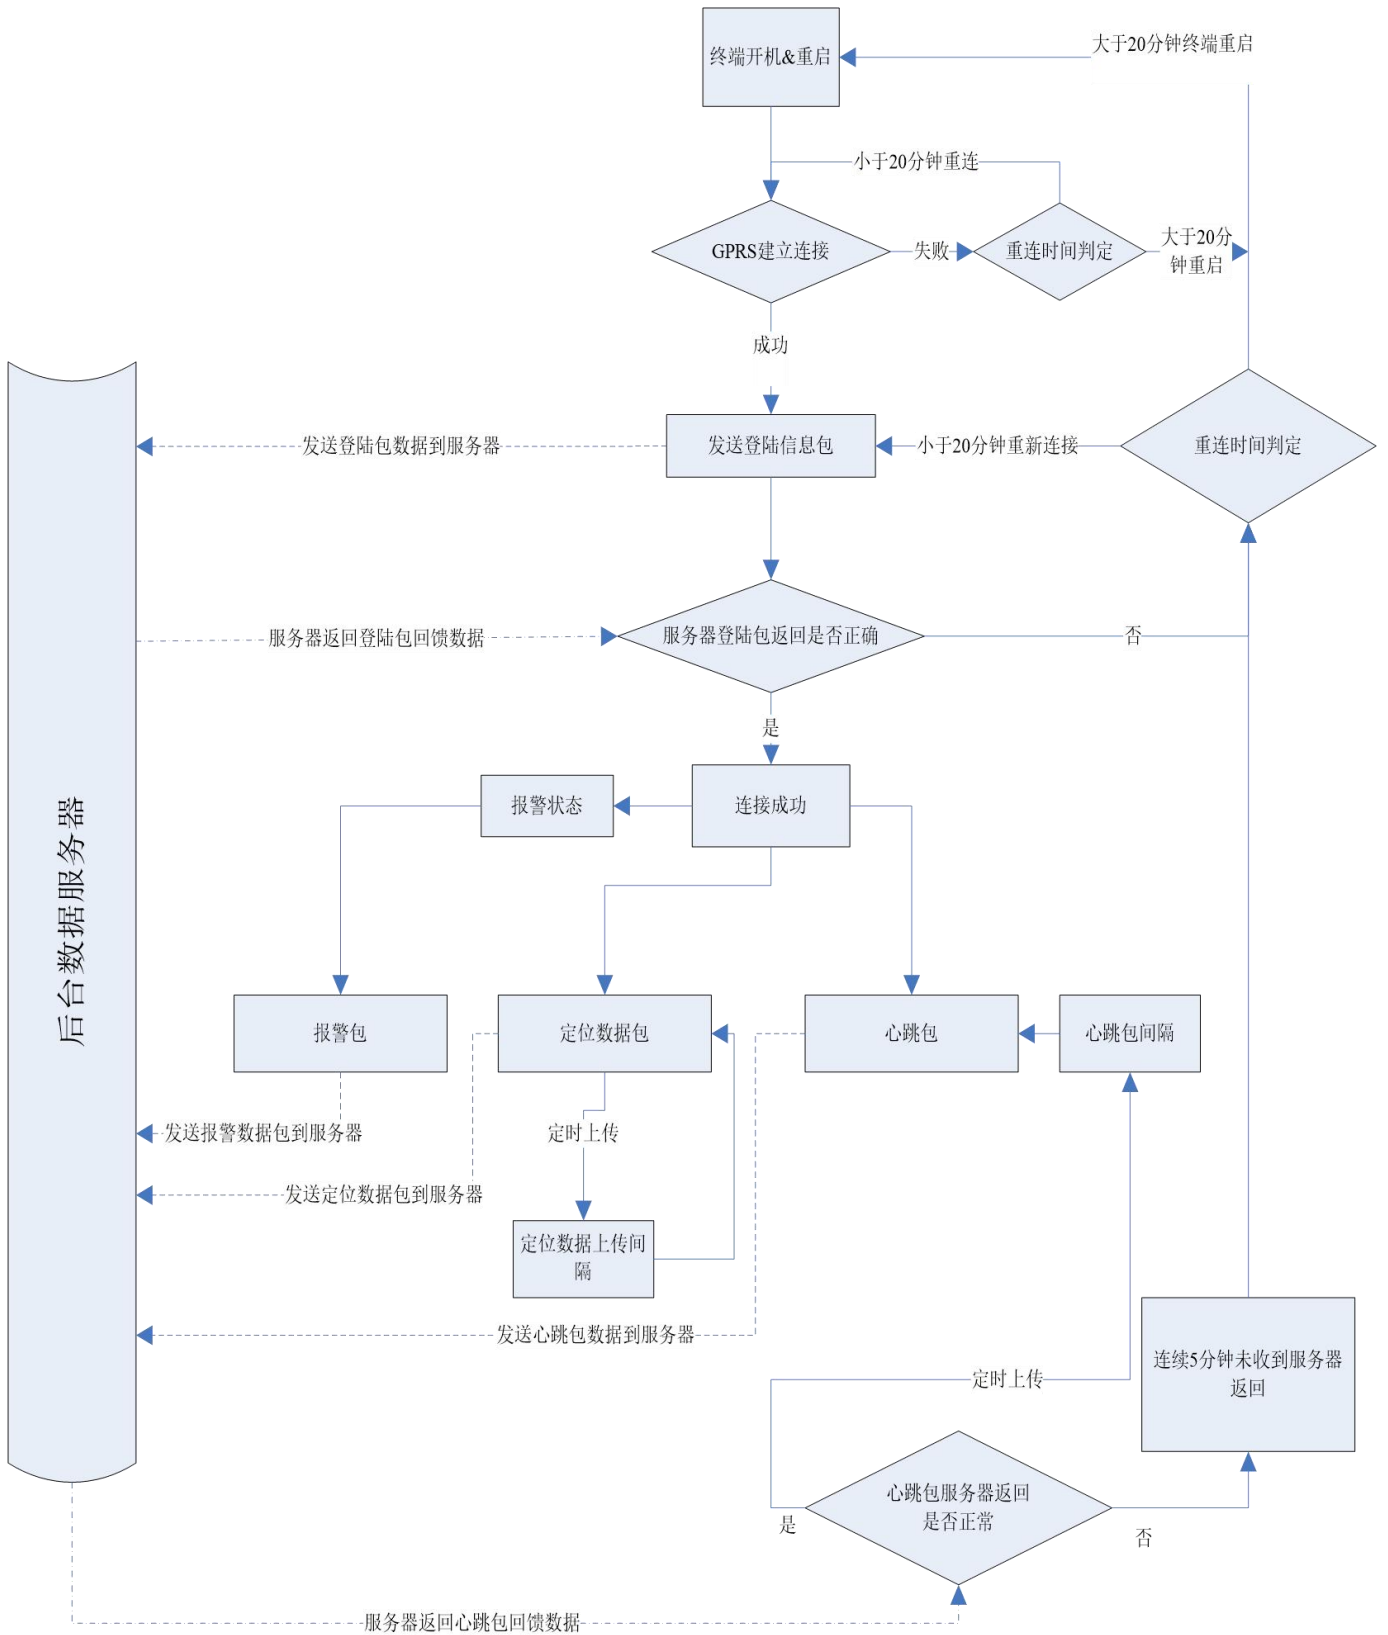 大于20分钟终端重启
终端开机&重启
小于20分钟重连
GPRS建立连接
失败
重连时间判定
大于20分
钟重启
成功
发送登陆包数据到服务器
发送登陆信息包
小于20分钟重新连接
重连时间判定
服务器返回登陆包回馈数据
服务器登陆包返回是否正确
否
是
报警状态
连接成功
后台数据服务器
报警包
定位数据包
心跳包
心跳包间隔
发送报警数据包到服务器
定时上传
发送定位数据包到服务器
定位数据上传间
隔
发送心跳包数据到服务器
连续5分钟未收到服务器
返回
定时上传
心跳包服务器返回
是否正常
是
否
服务器返回心跳包回馈数据